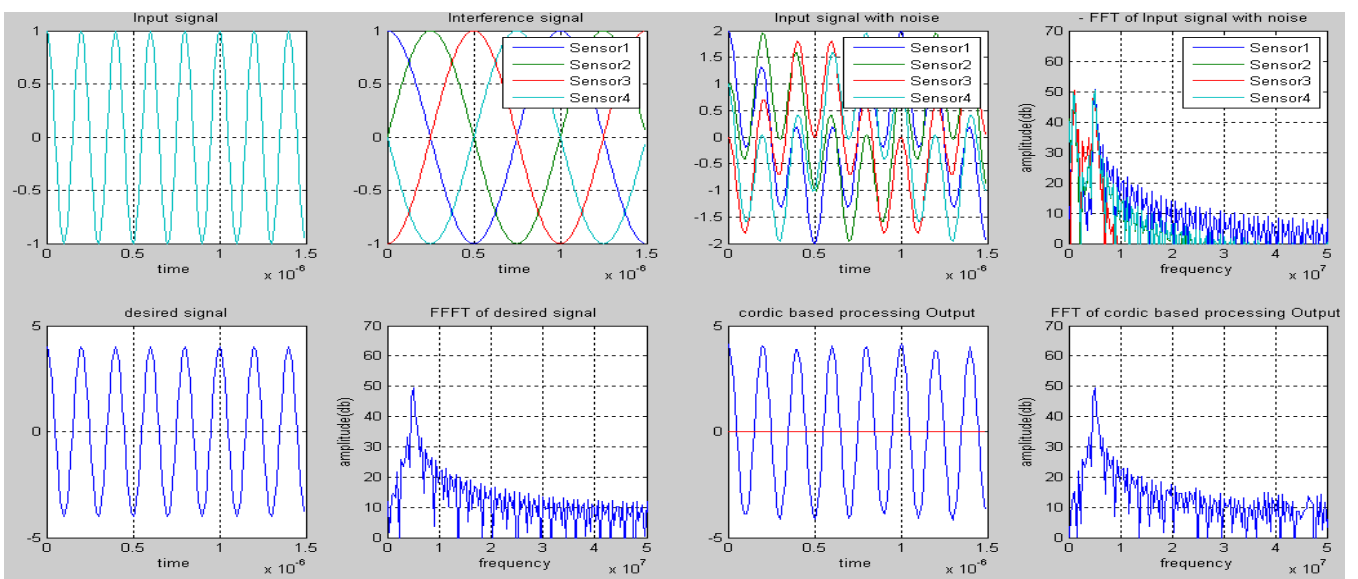 Input signal
1
0.5
0
-0.5
-1
0 0.5 1 1.5
time
x 10-6
Interference signal
Sensor1
Sensor2
Sensor3
Sensor4
1
0.5
0
-0.5
-1
0 0.5 1 1.5
time
x 10-6
Input signal with noise
Sensor1
Sensor2
Sensor3
Sensor4
2
1.5
1
0.5
0
-0.5
-1
-1.5
-2
0 0.5 1 1.5
time
x 10-6
- FFT of Input signal with noise
Sensor1
Sensor2
Sensor3
Sensor4
amplitude(db)
70
60
50
40
30
20
10
0
0 1 2 3 4 5
frequency
x 107
desired signal
5
0
-5
0 0.5 1 1.5
time
x 10-6
FFFT of desired signal
amplitude(db)
70
60
50
40
30
20
10
0
0 1 2 3 4 5
frequency
x 107
cordic based processing Output
5
0
-5
0 0.5 1 1.5
time
x 10-6
FFT of cordic based processing Output
amplitude(db)
70
60
50
40
30
20
10
0
0 1 2 3 4 5
frequency
x 107